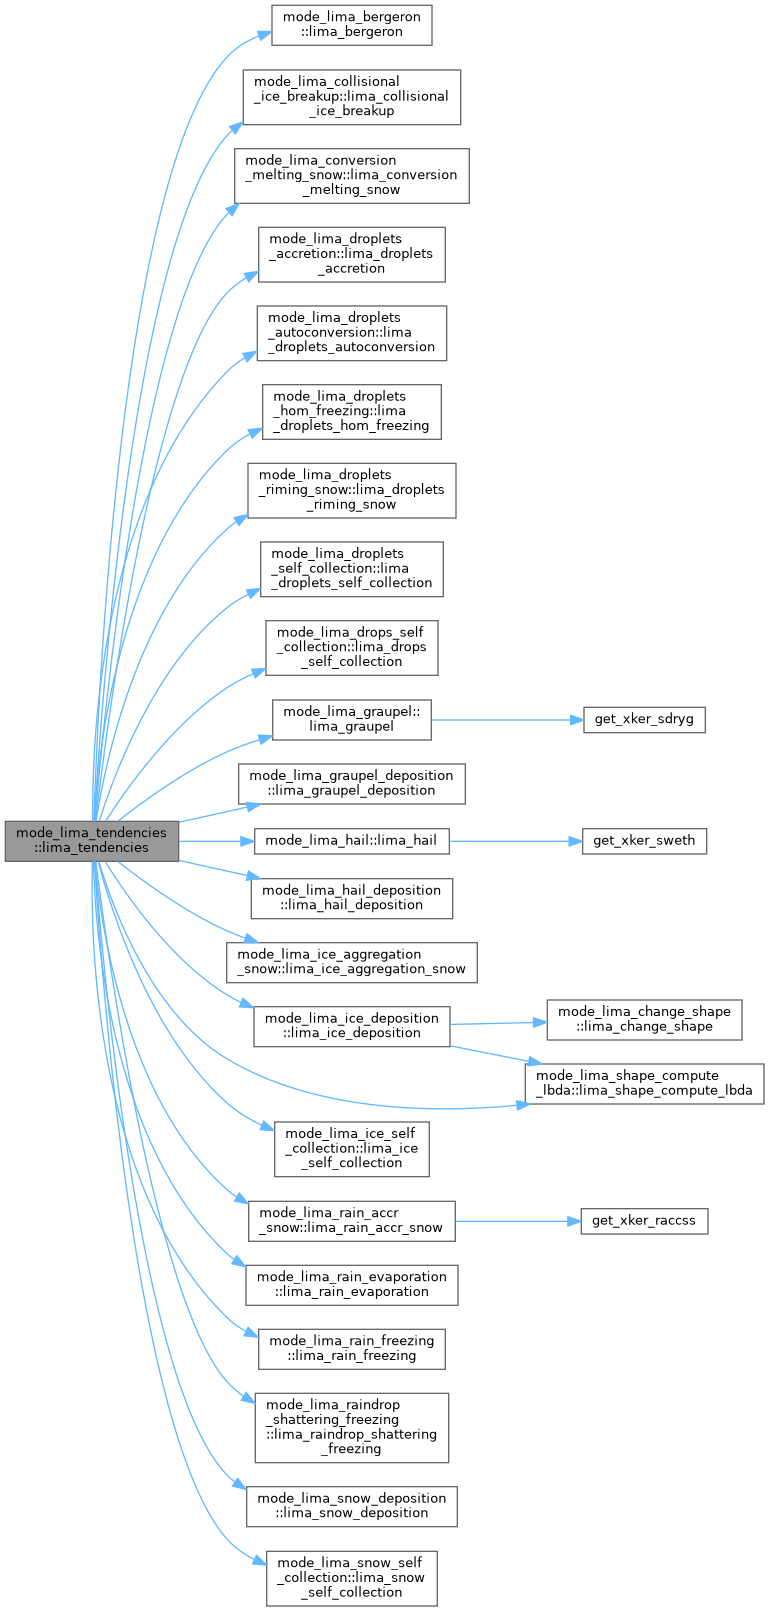 mode_lima_bergeron
::lima_bergeron
mode_lima_collisional
_ice_breakup::lima_collisional
_ice_breakup
mode_lima_conversion
_melting_snow::lima_conversion
_melting_snow
mode_lima_droplets
_accretion::lima_droplets
_accretion
mode_lima_droplets
_autoconversion::lima
_droplets_autoconversion
mode_lima_droplets
_hom_freezing::lima
_droplets_hom_freezing
mode_lima_droplets
_riming_snow::lima_droplets
_riming_snow
mode_lima_droplets
_self_collection::lima
_droplets_self_collection
mode_lima_drops_self
_collection::lima_drops
_self_collection
mode_lima_graupel::
lima_graupel
get_xker_sdryg
mode_lima_graupel_deposition
::lima_graupel_deposition
mode_lima_tendencies
::lima_tendencies
mode_lima_hail::lima_hail
get_xker_sweth
mode_lima_hail_deposition
::lima_hail_deposition
mode_lima_ice_aggregation
_snow::lima_ice_aggregation_snow
mode_lima_ice_deposition
::lima_ice_deposition
mode_lima_change_shape
::lima_change_shape
mode_lima_shape_compute
_lbda::lima_shape_compute_lbda
mode_lima_ice_self
_collection::lima_ice
_self_collection
mode_lima_rain_accr
_snow::lima_rain_accr_snow
get_xker_raccss
mode_lima_rain_evaporation
::lima_rain_evaporation
mode_lima_rain_freezing
::lima_rain_freezing
mode_lima_raindrop
_shattering_freezing
::lima_raindrop_shattering
_freezing
mode_lima_snow_deposition
::lima_snow_deposition
mode_lima_snow_self
_collection::lima_snow
_self_collection